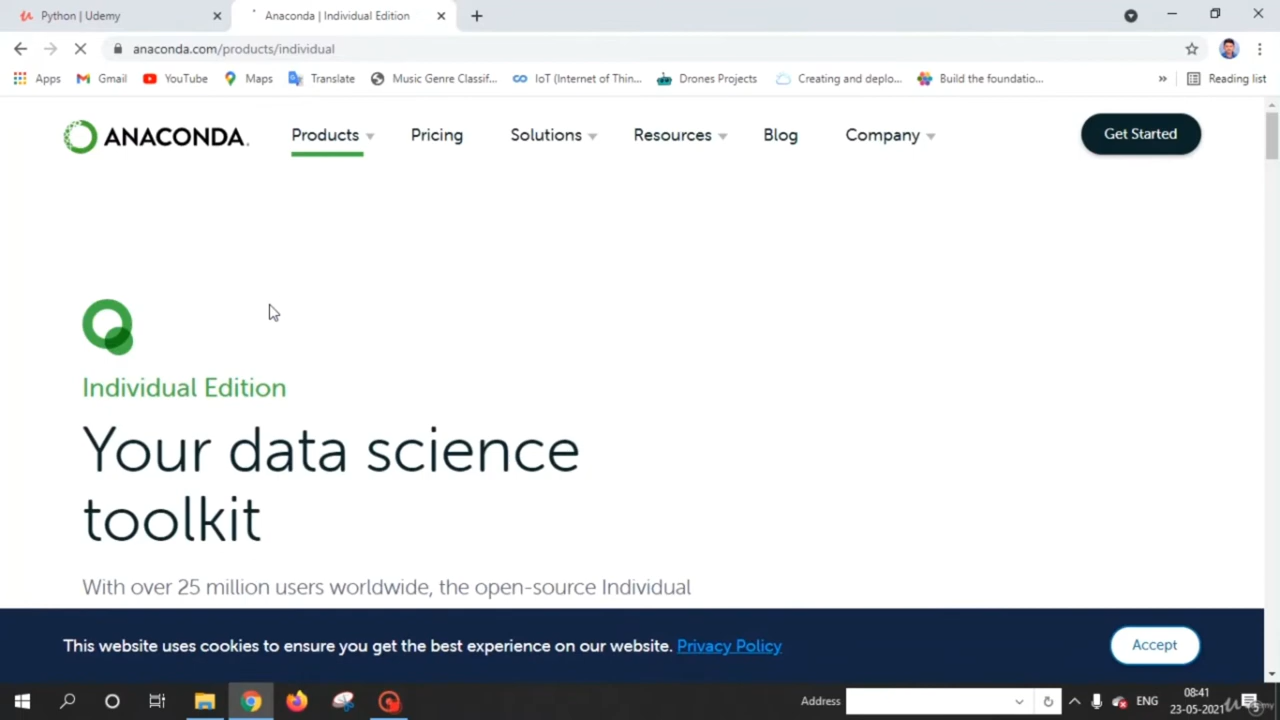 Python | Udemy
Anaconda | Individual Edition
anaconda.com/products/individual
Apps
Gmail
YouTube
Maps
Translate
Music Genre Classif...
IoT (Internet of Thin...
Drones Projects
Creating and deplo...
Build the foundatio...
»
Reading list
ANACONDA.
Products
Pricing
Solutions
Resources
Blog
Company
Get Started
Individual Edition
Your data science
toolkit
With over 25 million users worldwide, the open-source Individual
This website uses cookies to ensure you get the best experience on our website. Privacy Policy
Accept
Address
ENG
08:41
23-05-2021
Udemy